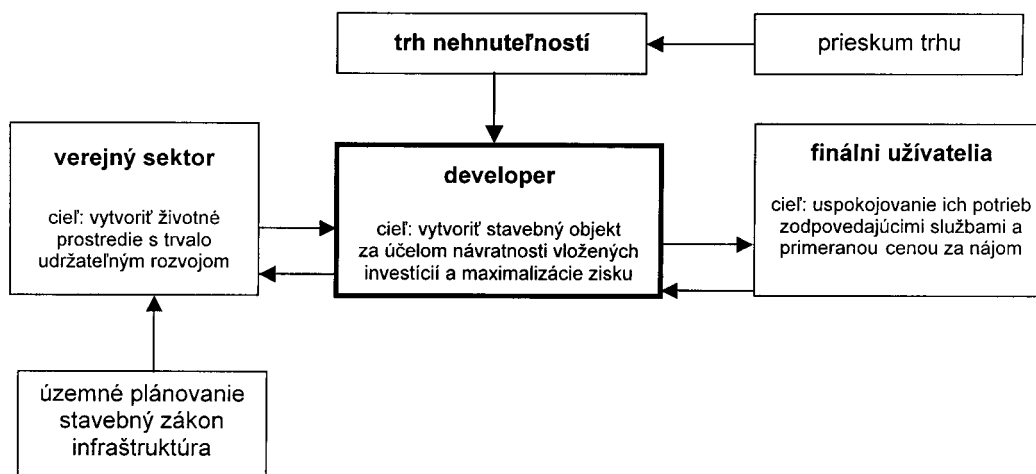 trh nehnuteľností
prieskum trhu
verejný sektor
cieľ: vytvoriť životné
prostredie s trvalo
udržateľným rozvojom
developer
cieľ: vytvoriť stavebný objekt
za účelom návratnosti vložených
investícií a maximalizácie zisku
finálni užívatelia
cieľ: uspokojovanie ich potrieb
zodpovedajúcimi službami a
primeranou cenou za nájom
územné plánovanie
stavebný zákon
infraštruktúra